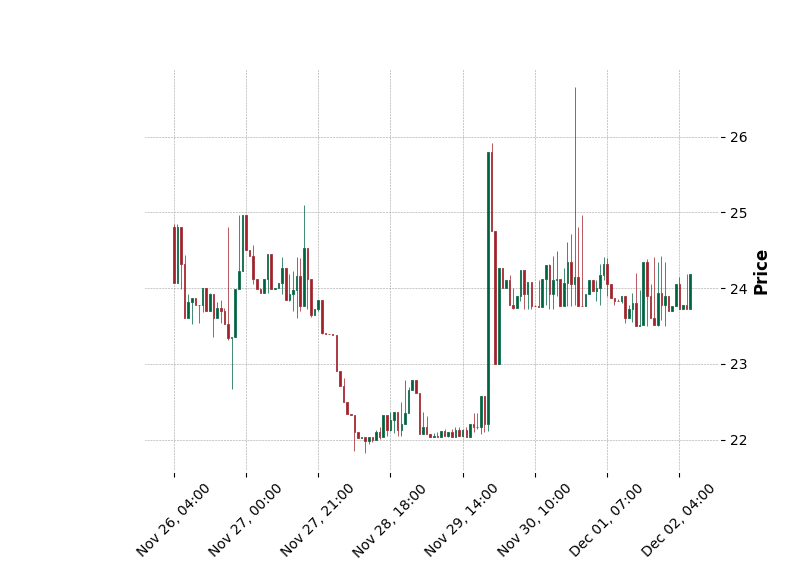 26
25
24
23
22
Price
Nov 26, 04:00
Nov 27, 00:00
Nov 27, 21:00
Nov 28, 18:00
Nov 29, 14:00
Nov 30, 10:00
Dec 01, 07:00
Dec 02, 04:00